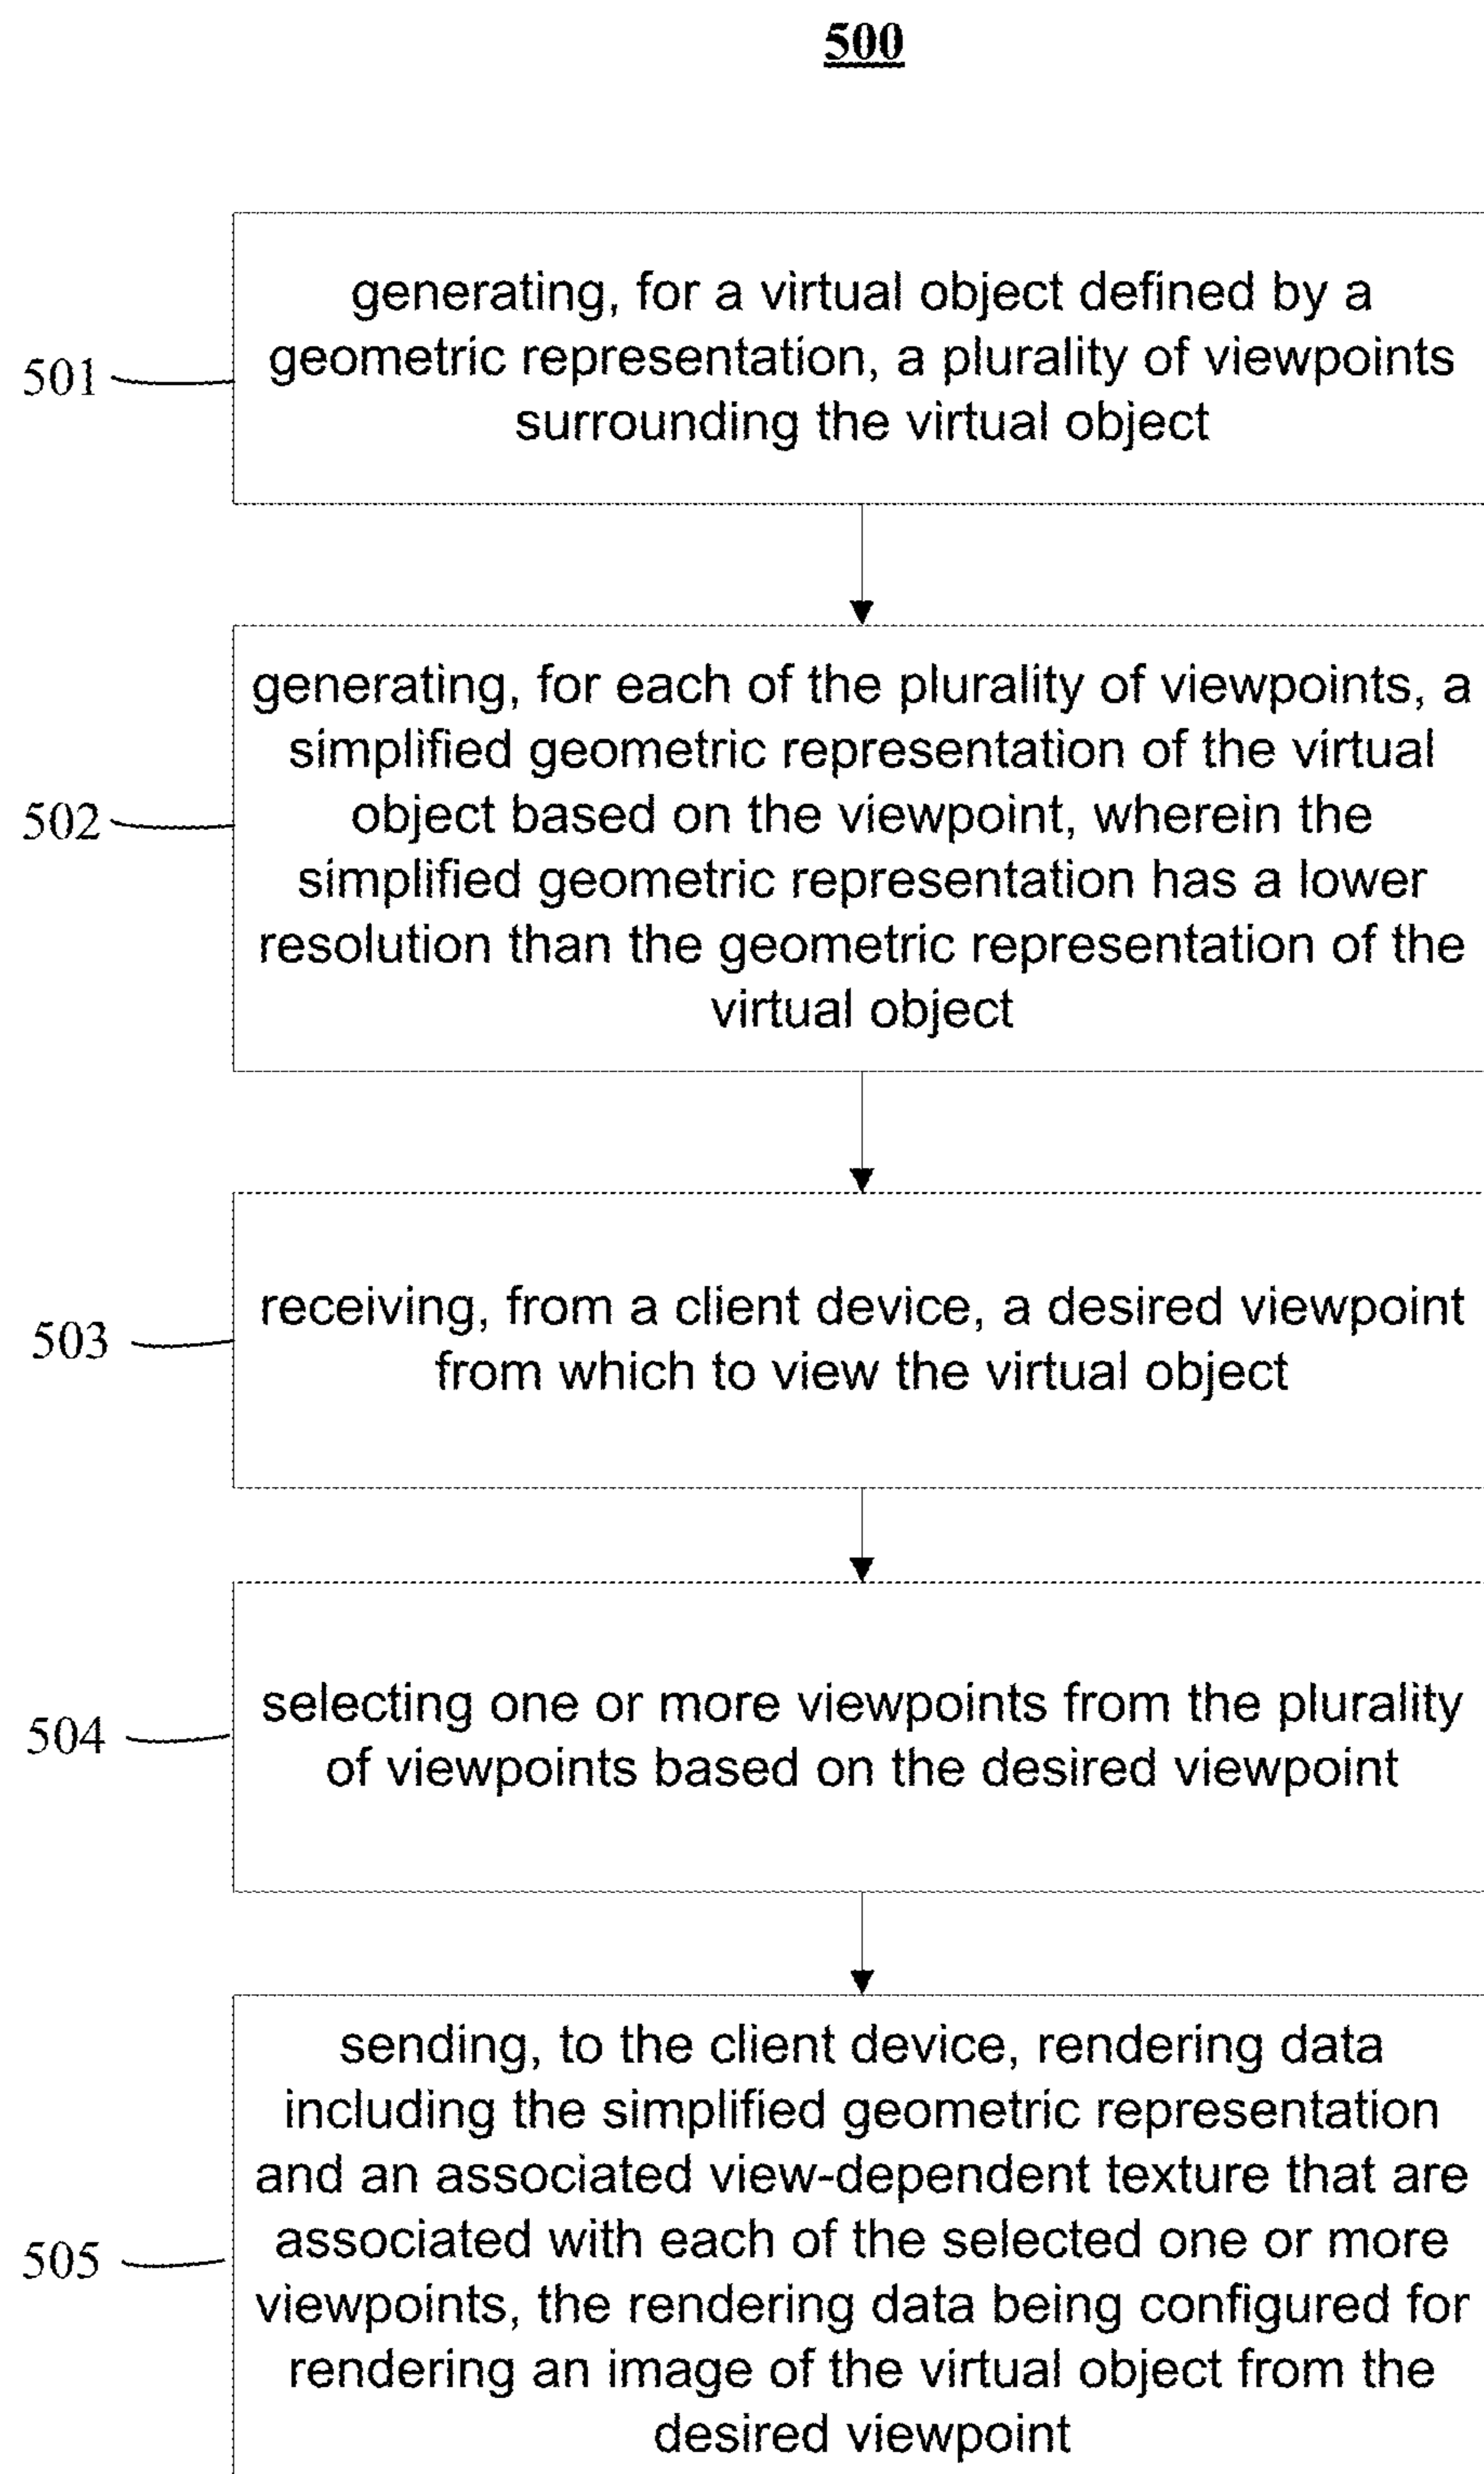 500
generating, for a virtual object defined by a
geometric representation, a plurality of viewpoints
501
surrounding the virtual object
generating, for each of the plurality of viewpoints, a
simplified geometric representation of the virtual
502
object based on the viewpoint, wherein the
simplified geometric representation has a lower
resolution than the geometric representation of the
virtual object
receiving, from a client device, a desired viewpoint
503
from which to view the virtual object
selecting one or more viewpoints from the plurality
504
of viewpoints based on the desired viewpoint
sending, to the client device, rendering data
including the simplified geometric representation
and an associated view-dependent texture that are
associated with each of the selected one or more
505
viewpoints, the rendering data being configured for
rendering an image of the virtual object from the
desired viewpoint